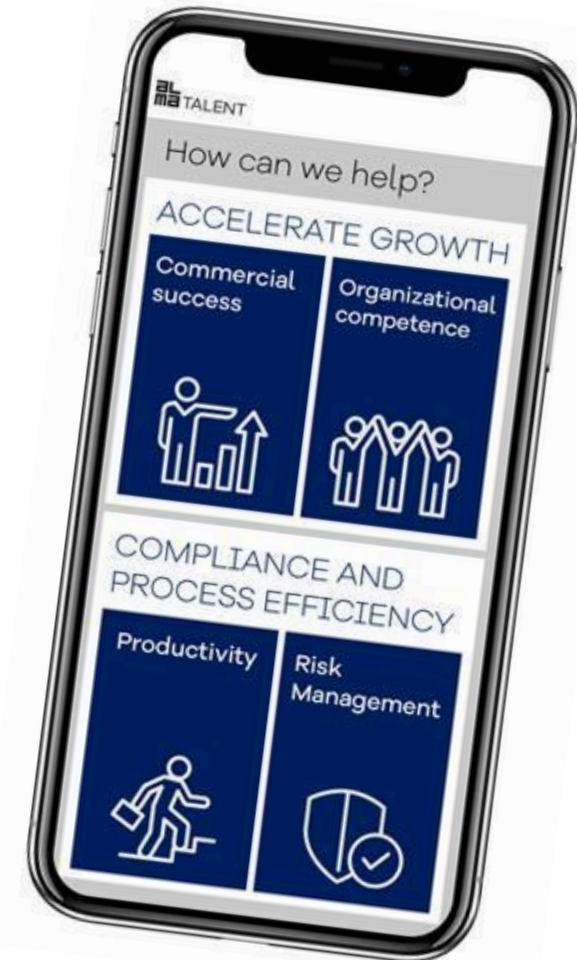 aL
ma TALENT
How can we help?
ACCELERATE GROWTH
Commercial
success
Organizational
competence
COMPLIANCE AND
PROCESS EFFICIENCY
Productivity
Risk
Management